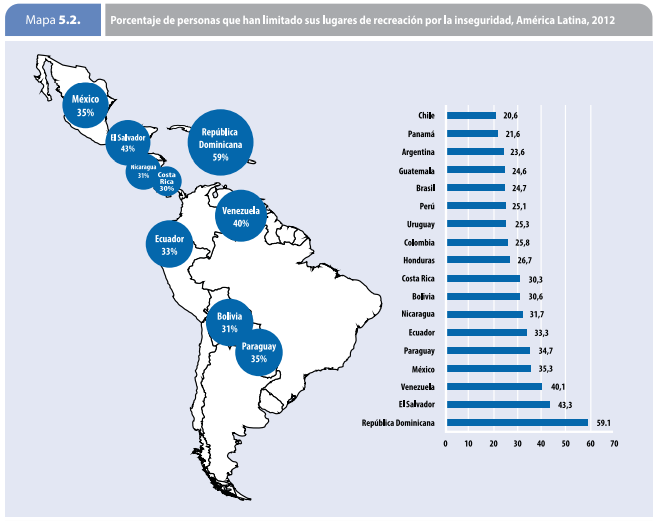 Mapa 5.2.
Porcentaje de personas que han limitado sus lugares de recreación por la inseguridad, América Latina, 2012
México
35%
El Salvador
43%
Nicaragua
31%
Costa
Rica
30%
República
Dominicana
59%
Venezuela
40%
Ecuador
33%
Bolivia
31%
Paraguay
35%
Chile 20,6
Panamá 21,6
Argentina 23,6
Guatemala 24,6
Brasil 24,7
Perú 25,1
Uruguay 25,3
Colombia 25,8
Honduras 26,7
Costa Rica 30,3
Bolivia 30,6
Nicaragua 31,7
Ecuador 33,3
Paraguay 34,7
México 35,3
Venezuela 40,1
El Salvador 43,3
República Dominicana 59.1
0 10 20 30 40 50 60 70